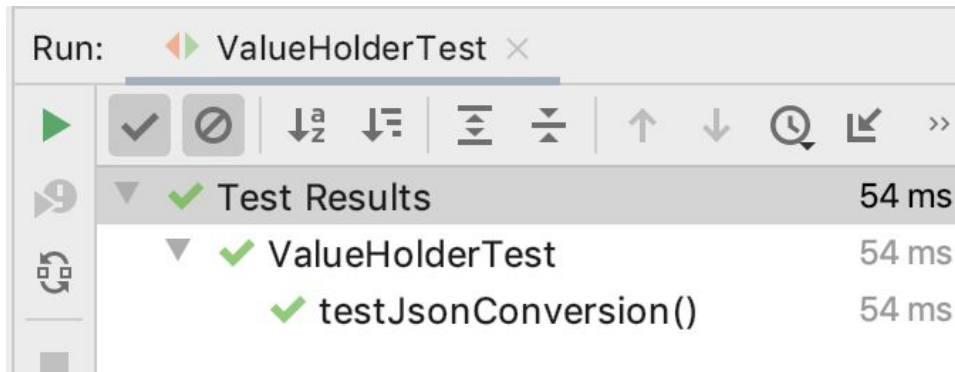 Run: ValueHolderTest
Test Results 54 ms
ValueHolderTest 54 ms
testJsonConversion() 54 ms